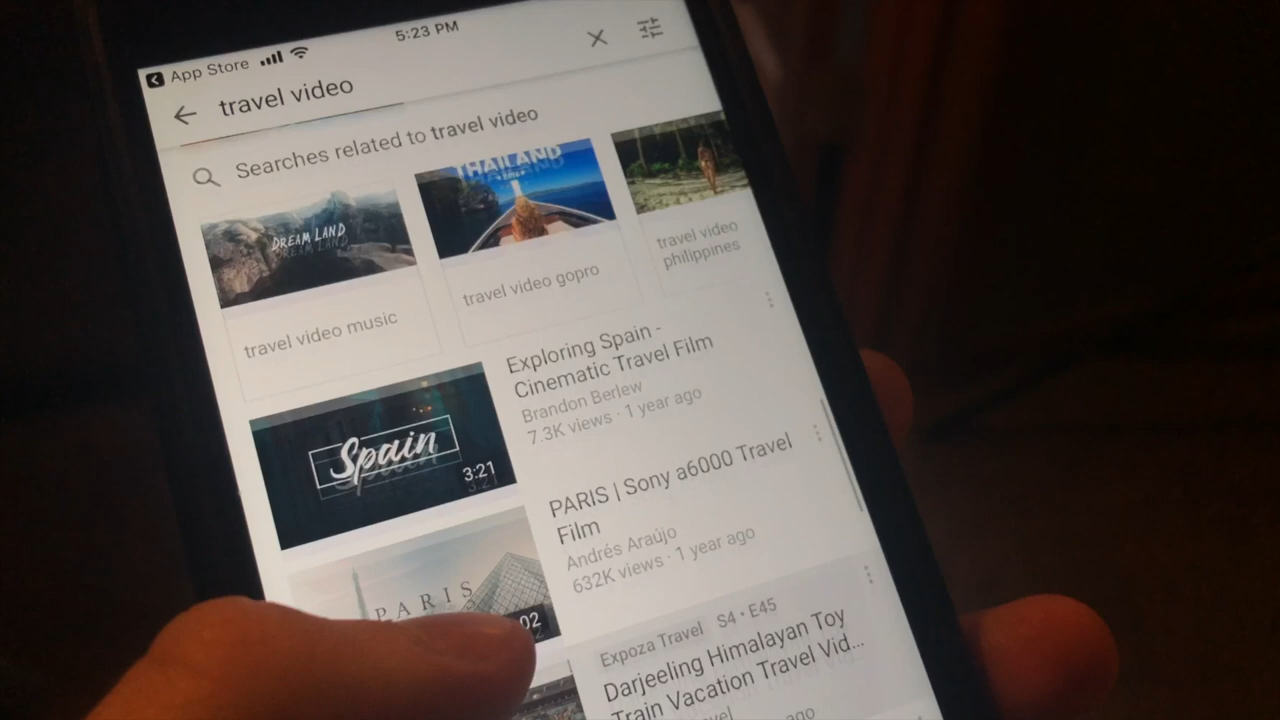 App Store
5:23 PM
travel video
Searches related to travel video
DREAM LAND
THAILAND
travel video music
travel video gopro
travel video
philippines
Spain
3:21
Exploring Spain -
Cinematic Travel Film
Brandon Berlew
7.3K views · 1 year ago
PARIS
02
PARIS | Sony a6000 Travel
Film
Andrés Araújo
632K views · 1 year ago
Expoza Travel S4 • E45
Darjeeling Himalayan Toy
Train Vacation Travel Vid...
ago